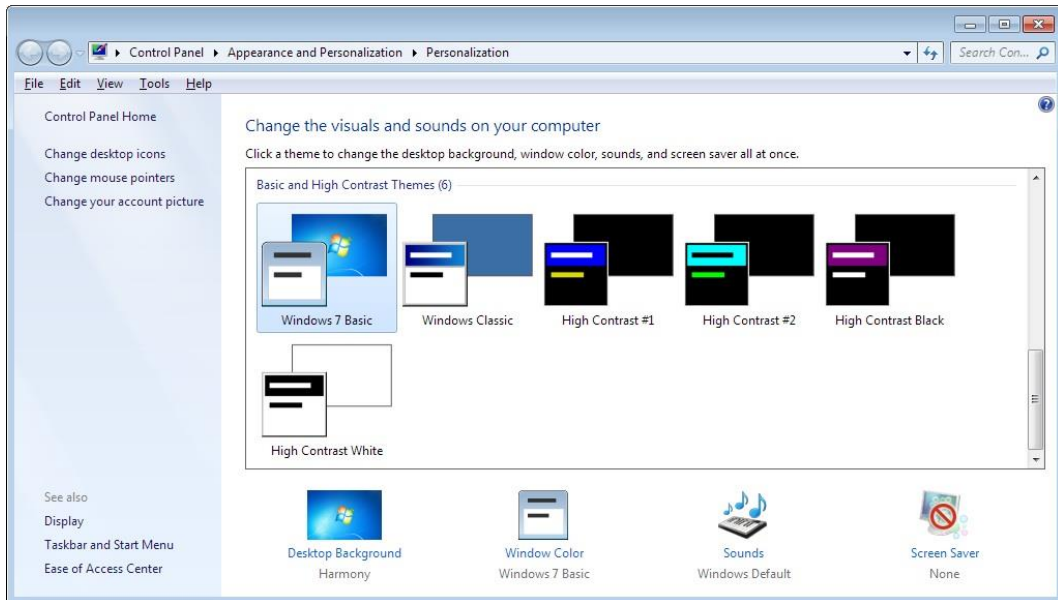 Control Panel ▸ Appearance and Personalization ▸ Personalization
Search Con...
File Edit View Tools Help
Control Panel Home
Change desktop icons
Change mouse pointers
Change your account picture
Change the visuals and sounds on your computer
Click a theme to change the desktop background, window color, sounds, and screen saver all at once.
Basic and High Contrast Themes (6)
Windows 7 Basic
Windows Classic
High Contrast #1
High Contrast #2
High Contrast Black
High Contrast White
See also
Display
Taskbar and Start Menu
Ease of Access Center
Desktop Background
Harmony
Window Color
Windows 7 Basic
Sounds
Windows Default
Screen Saver
None